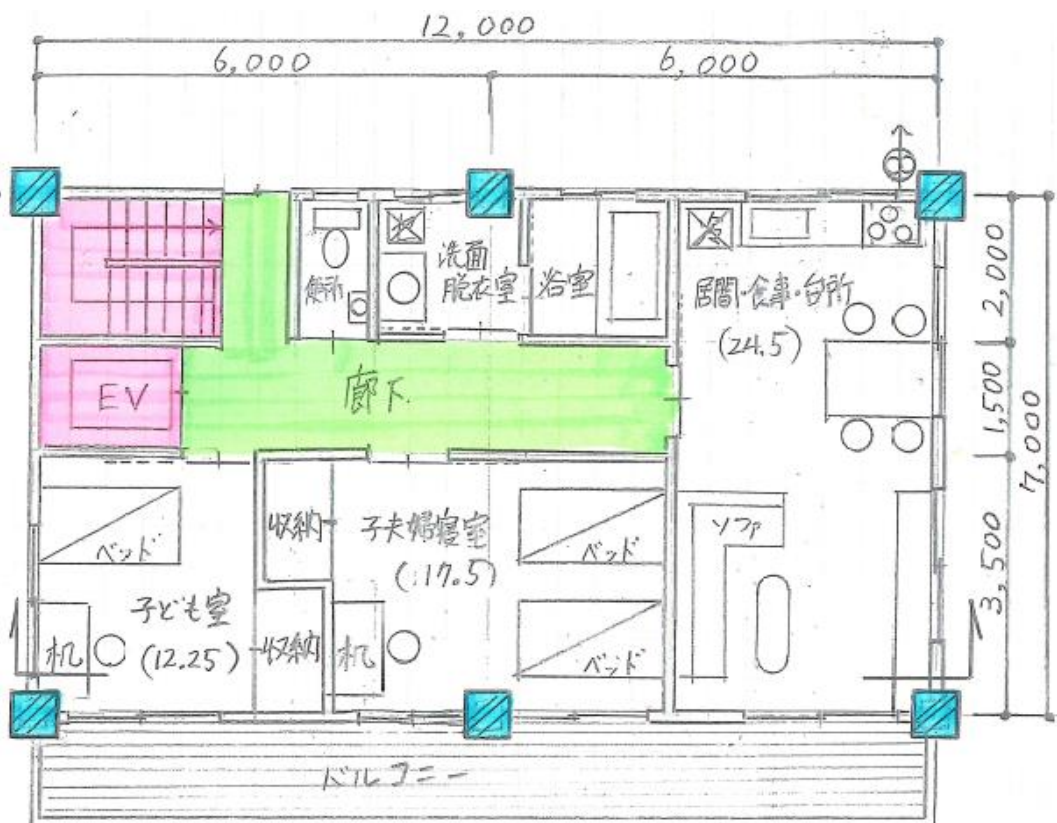 12,000
6,000
6,000
便所
洗面
脱衣室
浴室
冷
居間・食事・台所
(24.5)
2,000
EV
廊下
1,500
7,000
収納
子夫婦寝室
(17.5)
ベッド
ベッド
ソファ
3,500
子ども室
(12.25)
机
収納
机
ベッド
バルコニー